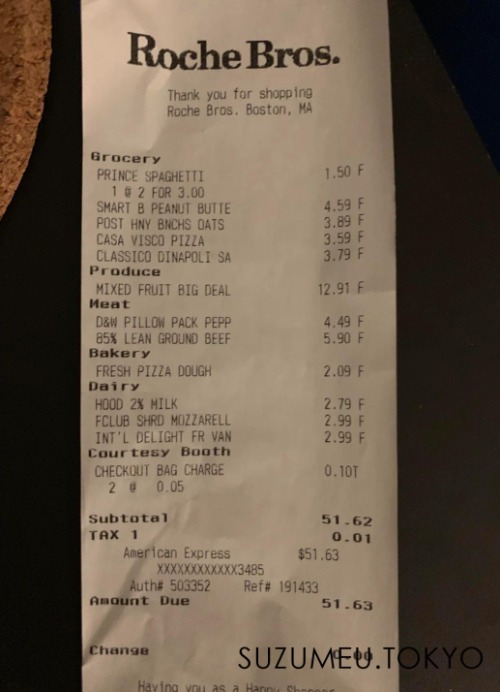 Roche Bros.
Thank you for shopping
Roche Bros. Boston, MA
Grocery
PRINCE SPAGHETTI 1.50 F
1 @ 2 FOR 3.00
SMART B PEANUT BUTTE 4.59 F
POST HNY BNCHS OATS 3.89 F
CASA VISCO PIZZA 3.59 F
CLASSICO DINAPOLI SA 3.79 F
Produce
MIXED FRUIT BIG DEAL 12.91 F
Meat
D&W PILLOW PACK PEPP 4.49 F
85% LEAN GROUND BEEF 5.90 F
Bakery
FRESH PIZZA DOUGH 2.09 F
Dairy
HOOD 2% MILK 2.79 F
FCLUB SHRD MOZZARELL 2.99 F
INT'L DELIGHT FR VAN 2.99 F
Courtesy Booth
CHECKOUT BAG CHARGE 0.10T
2 @ 0.05
Subtotal 51.62
TAX 1 0.01
American Express $51.63
XXXXXXXXXXXX3485
Auth# 503352 Ref# 191433
Amount Due 51.63
Change 0.00
SUZUMEU.TOKYO
Having you as a Happy Shopper